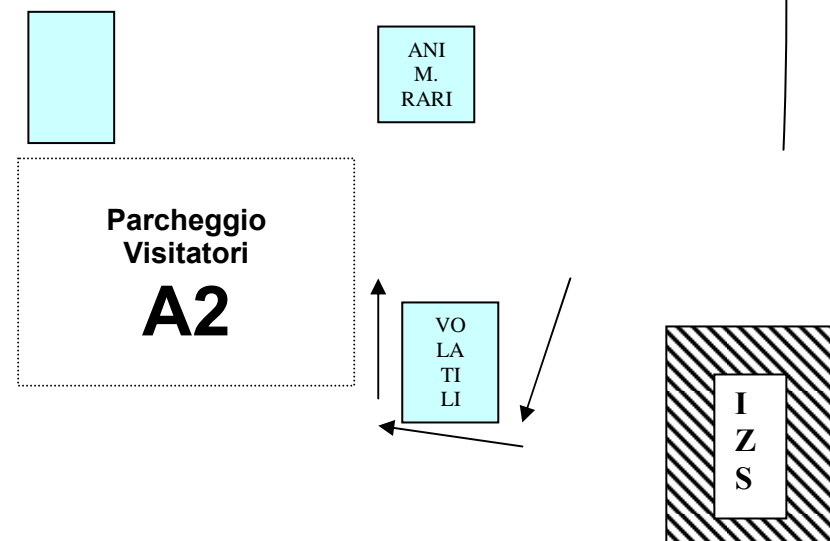 ANI
M.
RARI
Parcheggio
Visitatori
A2
VO
LA
TI
LI
I
Z
S